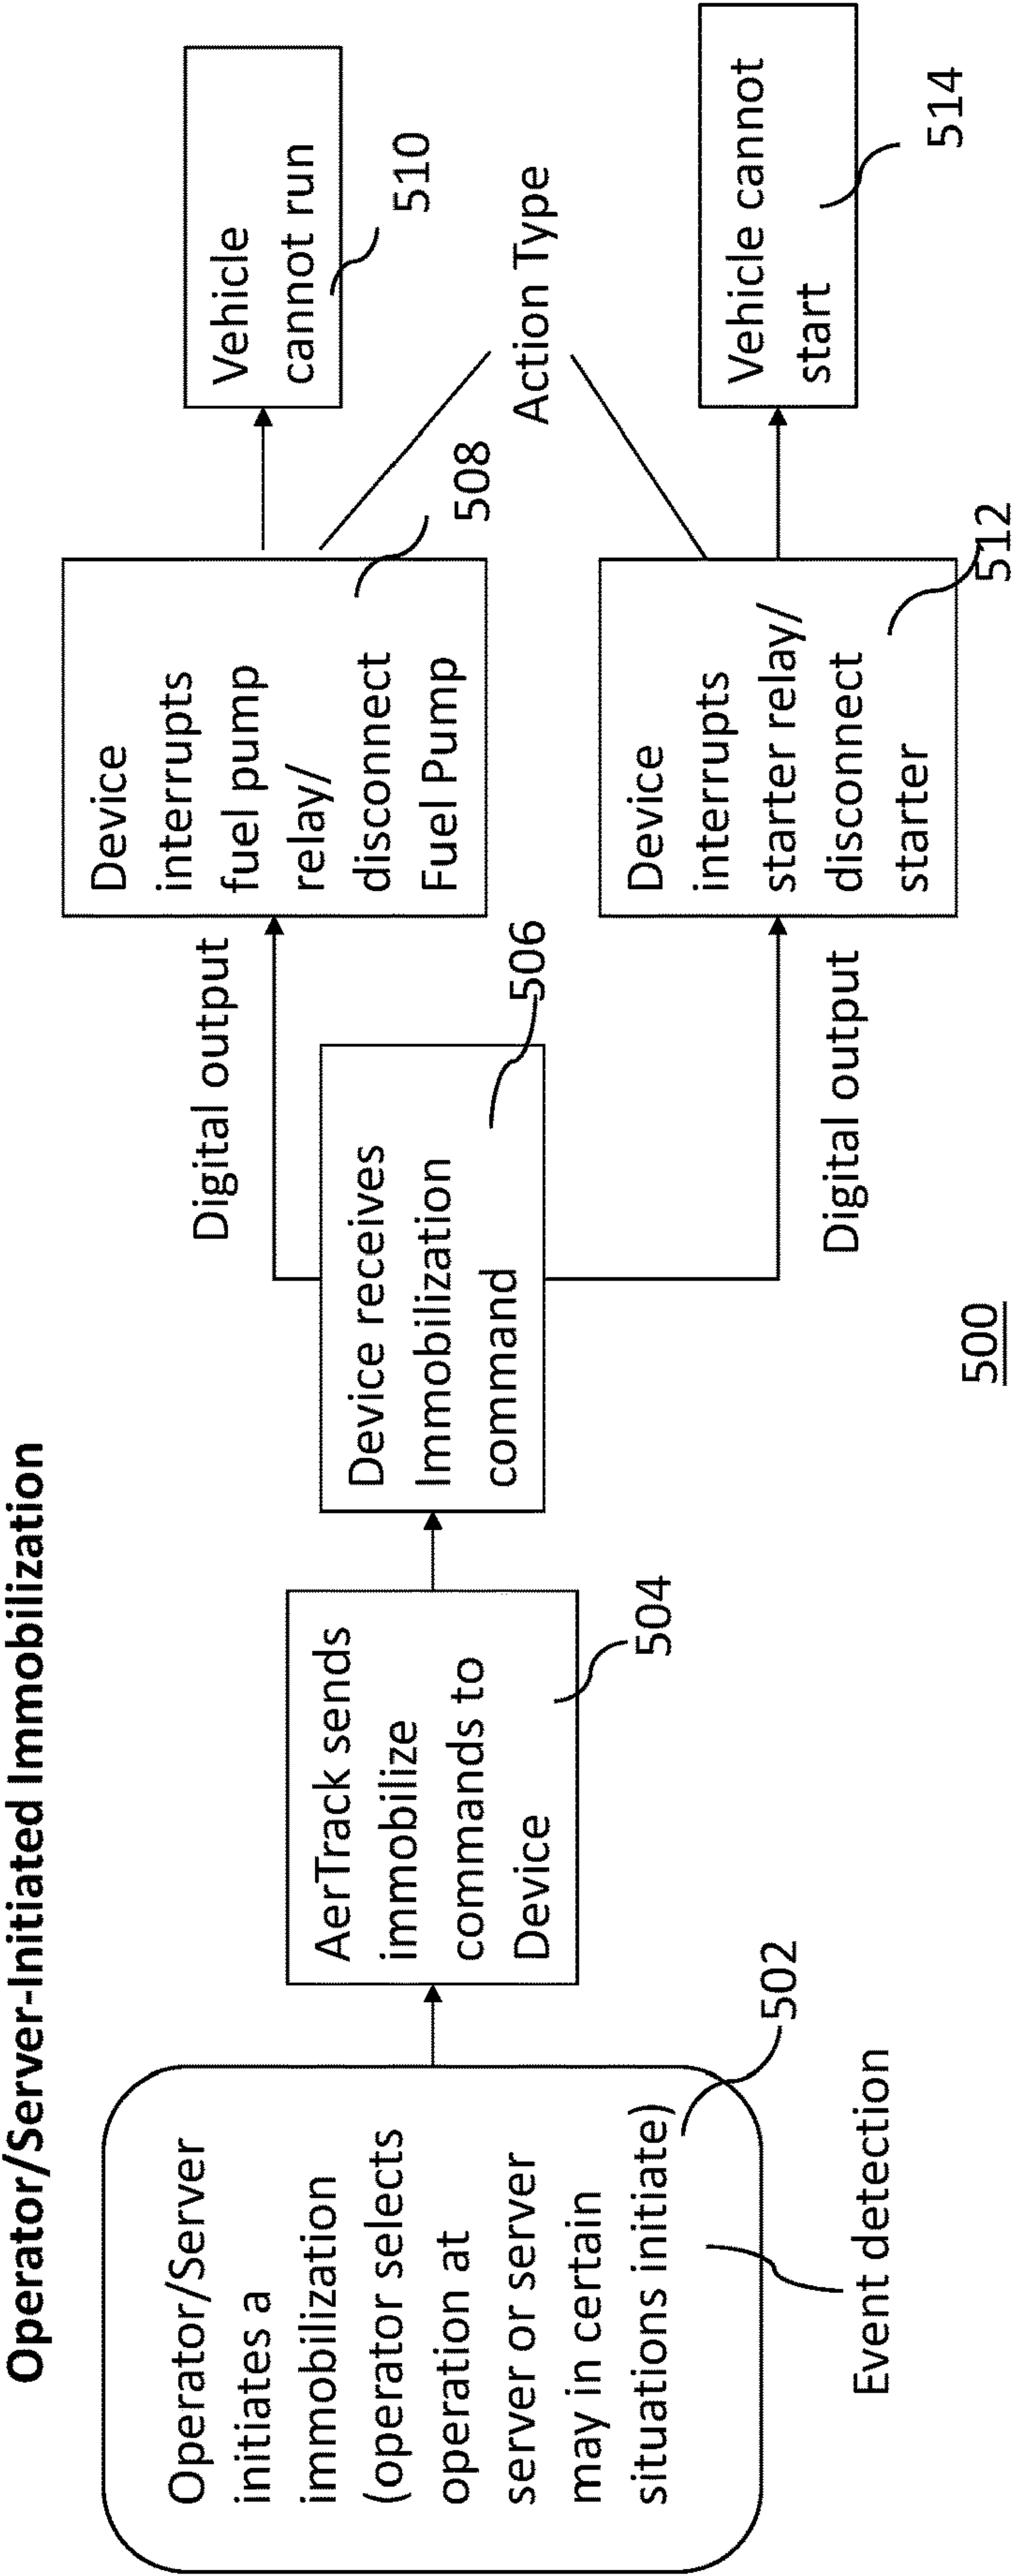 Operator/Server-Initiated Immobilization
Operator/Server
initiates a
immobilization
(operator selects
operation at
server or server
may in certain
situations initiate)
502
Event detection
AerTrack sends
immobilize
commands to
Device
504
Device receives
Immobilization
command
506
Digital output
Digital output
Device
interrupts
fuel pump
relay/
disconnect
Fuel Pump
508
Device
interrupts
starter relay/
disconnect
starter
512
Action Type
Vehicle
cannot run
510
Vehicle cannot
start
514
500